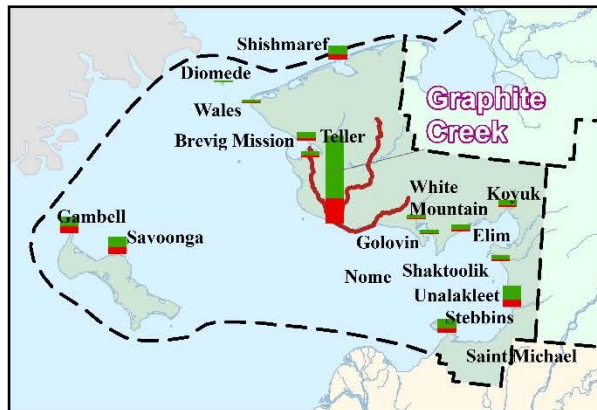 Shishmaref
Diomede
Wales
Graphite
Creek
Brevig Mission
Teller
White
Mountain
Koyuk
Gambell
Savoonga
Golovin
Elim
Nome
Shaktoolik
Unalakleet
Stebbins
Saint Michael